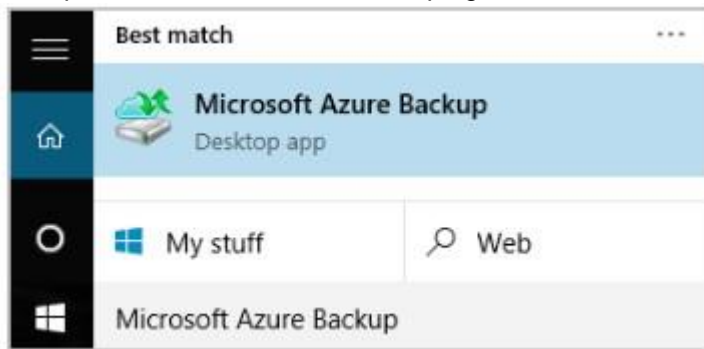 Best match
Microsoft Azure Backup
Desktop app
My stuff
Web
Microsoft Azure Backup